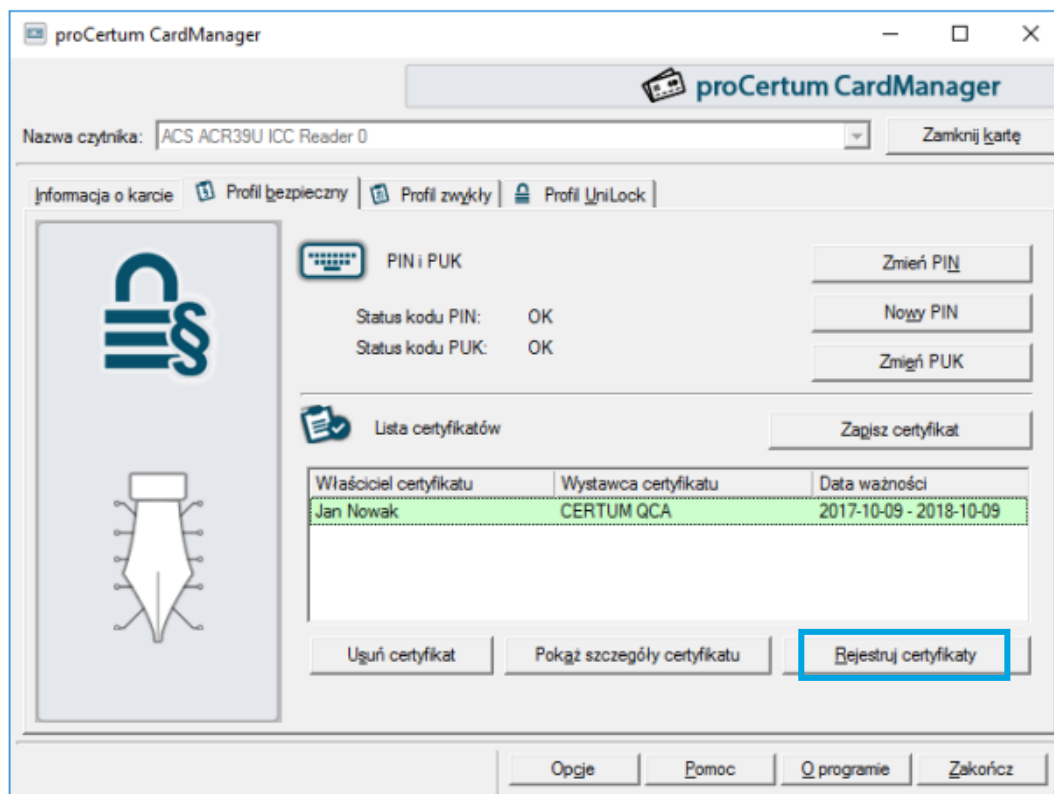 proCertum CardManager
proCertum CardManager
Nazwa czytnika: ACS ACR39U ICC Reader 0 Zamknij kartę
Informacja o karcie Profil bezpieczny Profil zwykły Profil UniLock
PIN i PUK Zmień PIN
Status kodu PIN: OK Nowy PIN
Status kodu PUK: OK Zmień PUK
Lista certyfikatów Zapisz certyfikat
Właściciel certyfikatu Wystawca certyfikatu Data ważności
Jan Nowak CERTUM QCA 2017-10-09 - 2018-10-09
Usuń certyfikat Pokaż szczegóły certyfikatu Rejestruj certyfikaty
Opcje Pomoc O programie Zakończ